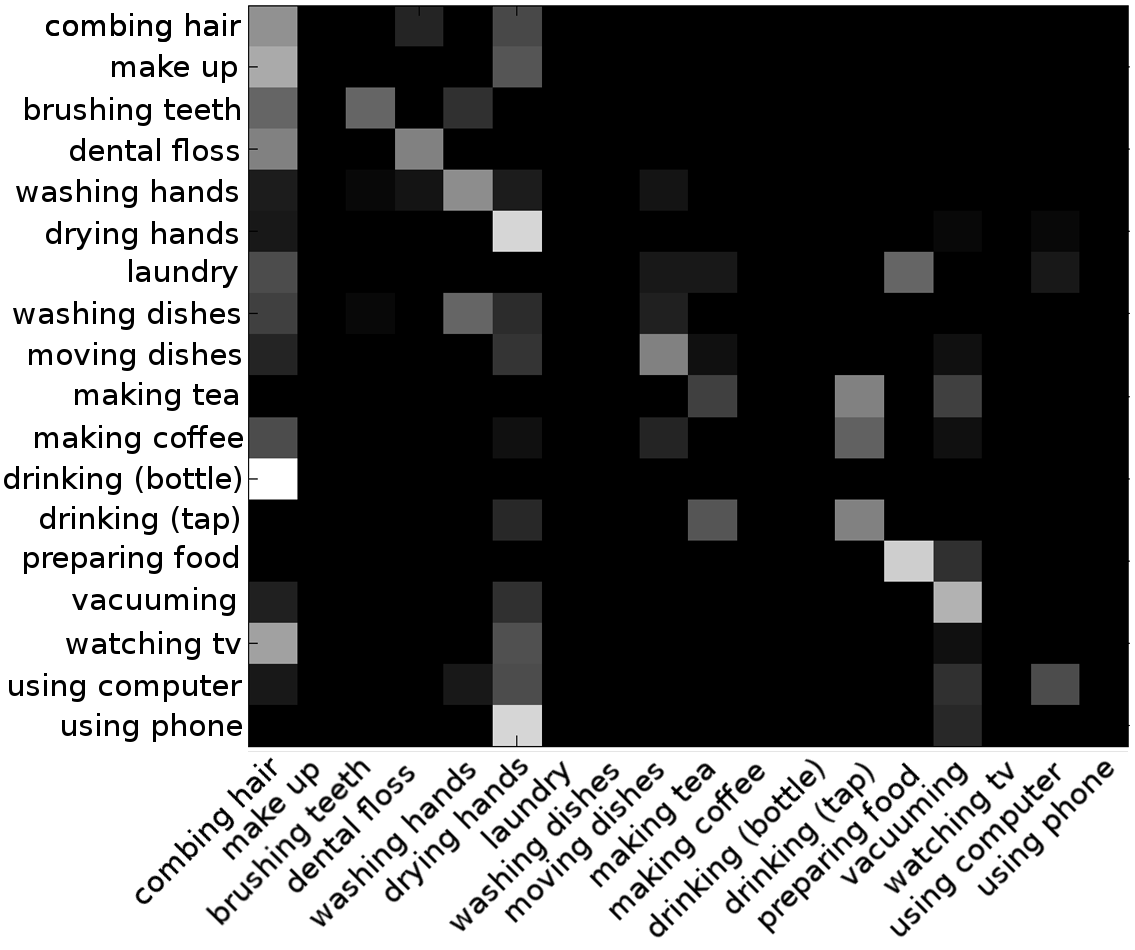 combing hair
make up
brushing teeth
dental floss
washing hands
drying hands
laundry
washing dishes
moving dishes
making tea
making coffee
drinking (bottle)
drinking (tap)
preparing food
vacuuming
watching tv
using computer
using phone
combing hair
make up
brushing teeth
dental floss
washing hands
drying hands
laundry
washing dishes
moving dishes
making tea
making coffee
drinking (bottle)
drinking (tap)
preparing food
vacuuming
watching tv
using computer
using phone